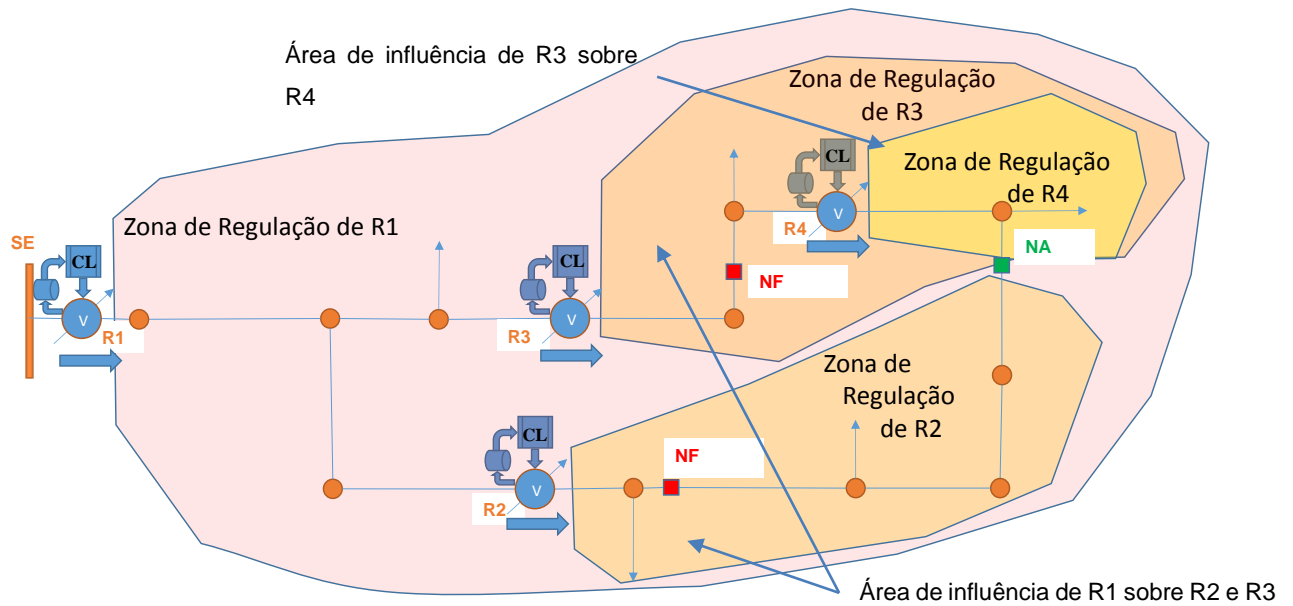 Área de influência de R3 sobre
R4
Zona de Regulação
de R3
CL
Zona de Regulação
de R4
V
R4
Zona de Regulação de R1
SE
CL
V
R1
CL
V
R3
NF
NA
Zona de
Regulação
de R2
CL
V
R2
NF
Área de influência de R1 sobre R2 e R3